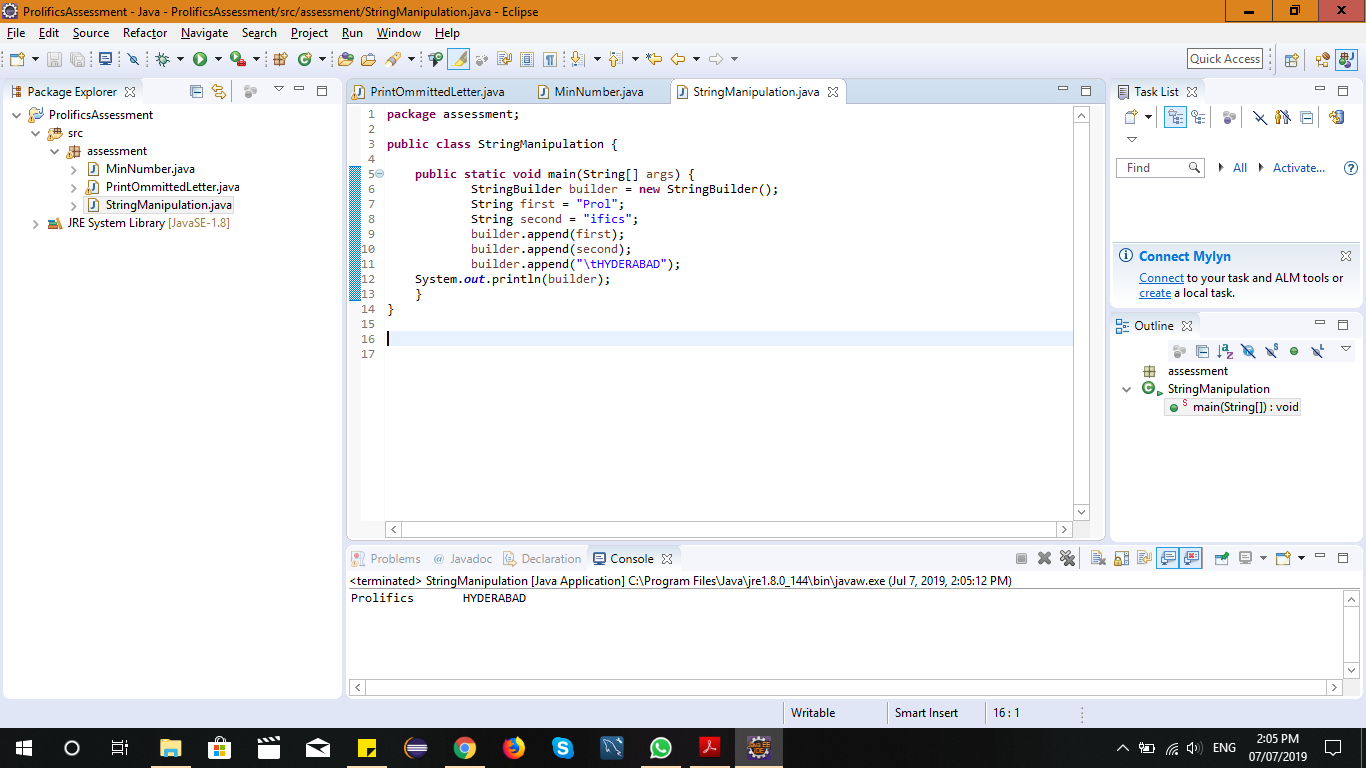 ProlificsAssessment - Java - ProlificsAssessment/src/assessment/StringManipulation.java - Eclipse
File Edit Source Refactor Navigate Search Project Run Window Help
Quick Access
Package Explorer
ProlificsAssessment
src
assessment
MinNumber.java
PrintOmmittedLetter.java
StringManipulation.java
JRE System Library [JavaSE-1.8]
PrintOmmittedLetter.java MinNumber.java StringManipulation.java
1 package assessment;
2
3 public class StringManipulation {
4
5 public static void main(String[] args) {
6 StringBuilder builder = new StringBuilder();
7 String first = "Prol";
8 String second = "ifics";
9 builder.append(first);
10 builder.append(second);
11 builder.append("\tHYDERABAD");
12 System.out.println(builder);
13 }
14 }
15
16
17
Task List
Find All Activate...
Connect Mylyn
Connect to your task and ALM tools or
create a local task.
Outline
assessment
StringManipulation
main(String[]) : void
Problems Javadoc Declaration Console
<terminated> StringManipulation [Java Application] C:\Program Files\Java\jre1.8.0_144\bin\javaw.exe (Jul 7, 2019, 2:05:12 PM)
Prolifics HYDERABAD
Writable Smart Insert 16 : 1
ENG
2:05 PM
07/07/2019